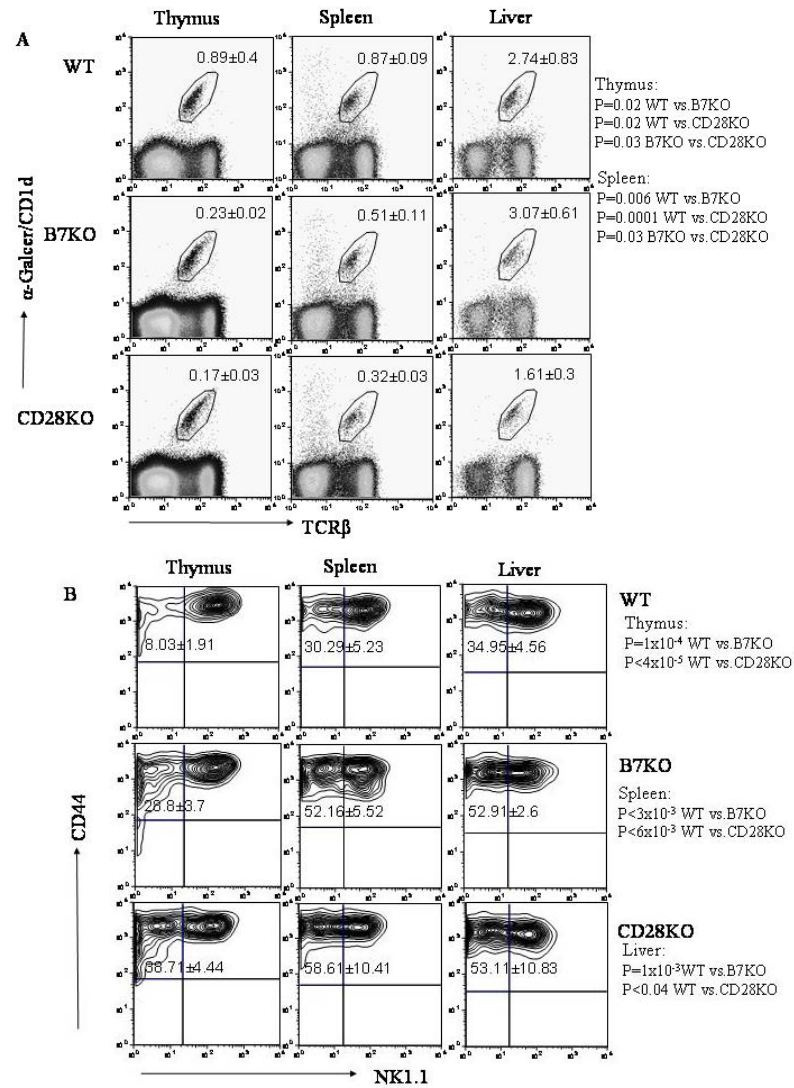 Thymus Spleen Liver
A
WT
0.89±0.4 0.87±0.09 2.74±0.83
Thymus:
P=0.02 WT vs.B7KO
P=0.02 WT vs.CD28KO
P=0.03 B7KO vs.CD28KO
Spleen:
P=0.006 WT vs.B7KO
P=0.0001 WT vs.CD28KO
P=0.03 B7KO vs.CD28KO
α-Galcer/CD1d
B7KO
0.23±0.02 0.51±0.11 3.07±0.61
CD28KO
0.17±0.03 0.32±0.03 1.61±0.3
TCRβ
B
Thymus Spleen Liver
WT
8.03±1.91 30.29±5.23 34.95±4.56
Thymus:
P=1x10⁻⁴ WT vs.B7KO
P<4x10⁻⁵ WT vs.CD28KO
B7KO
28.8±3.7 52.16±5.52 52.91±2.6
Spleen:
P<3x10⁻³ WT vs.B7KO
P<6x10⁻³ WT vs.CD28KO
CD44
CD28KO
38.71±4.44 58.61±10.41 53.11±10.83
Liver:
P=1x10⁻³WT vs.B7KO
P<0.04 WT vs.CD28KO
NK1.1